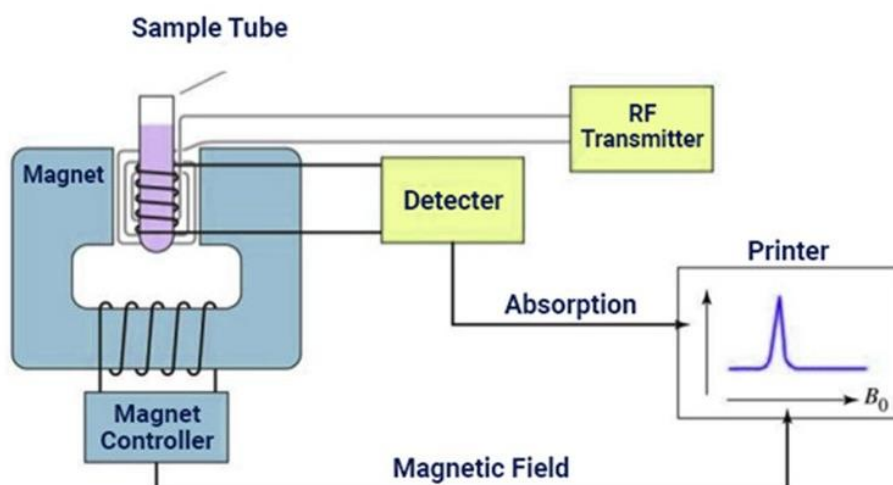 Sample Tube
RF
Transmitter
Magnet
Detecter
Printer
Absorption
B0
Magnet
Controller
Magnetic Field